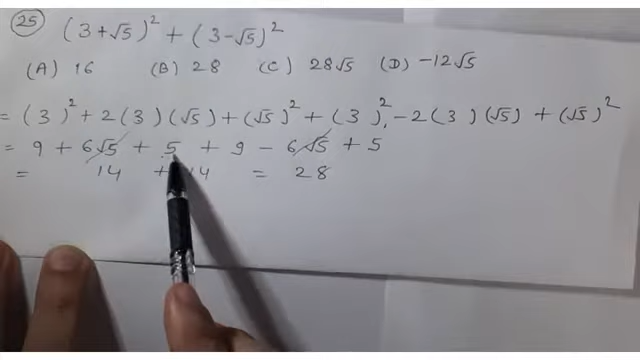 25 (3+√5)² + (3-√5)²
(A) 16 (B) 28 (C) 28√5 (D) -12√5
= (3)² + 2(3)(√5) + (√5)² + (3)² - 2(3)(√5) + (√5)²
= 9 + 6√5 + 5 + 9 - 6√5 + 5
= 14 + 14 = 28